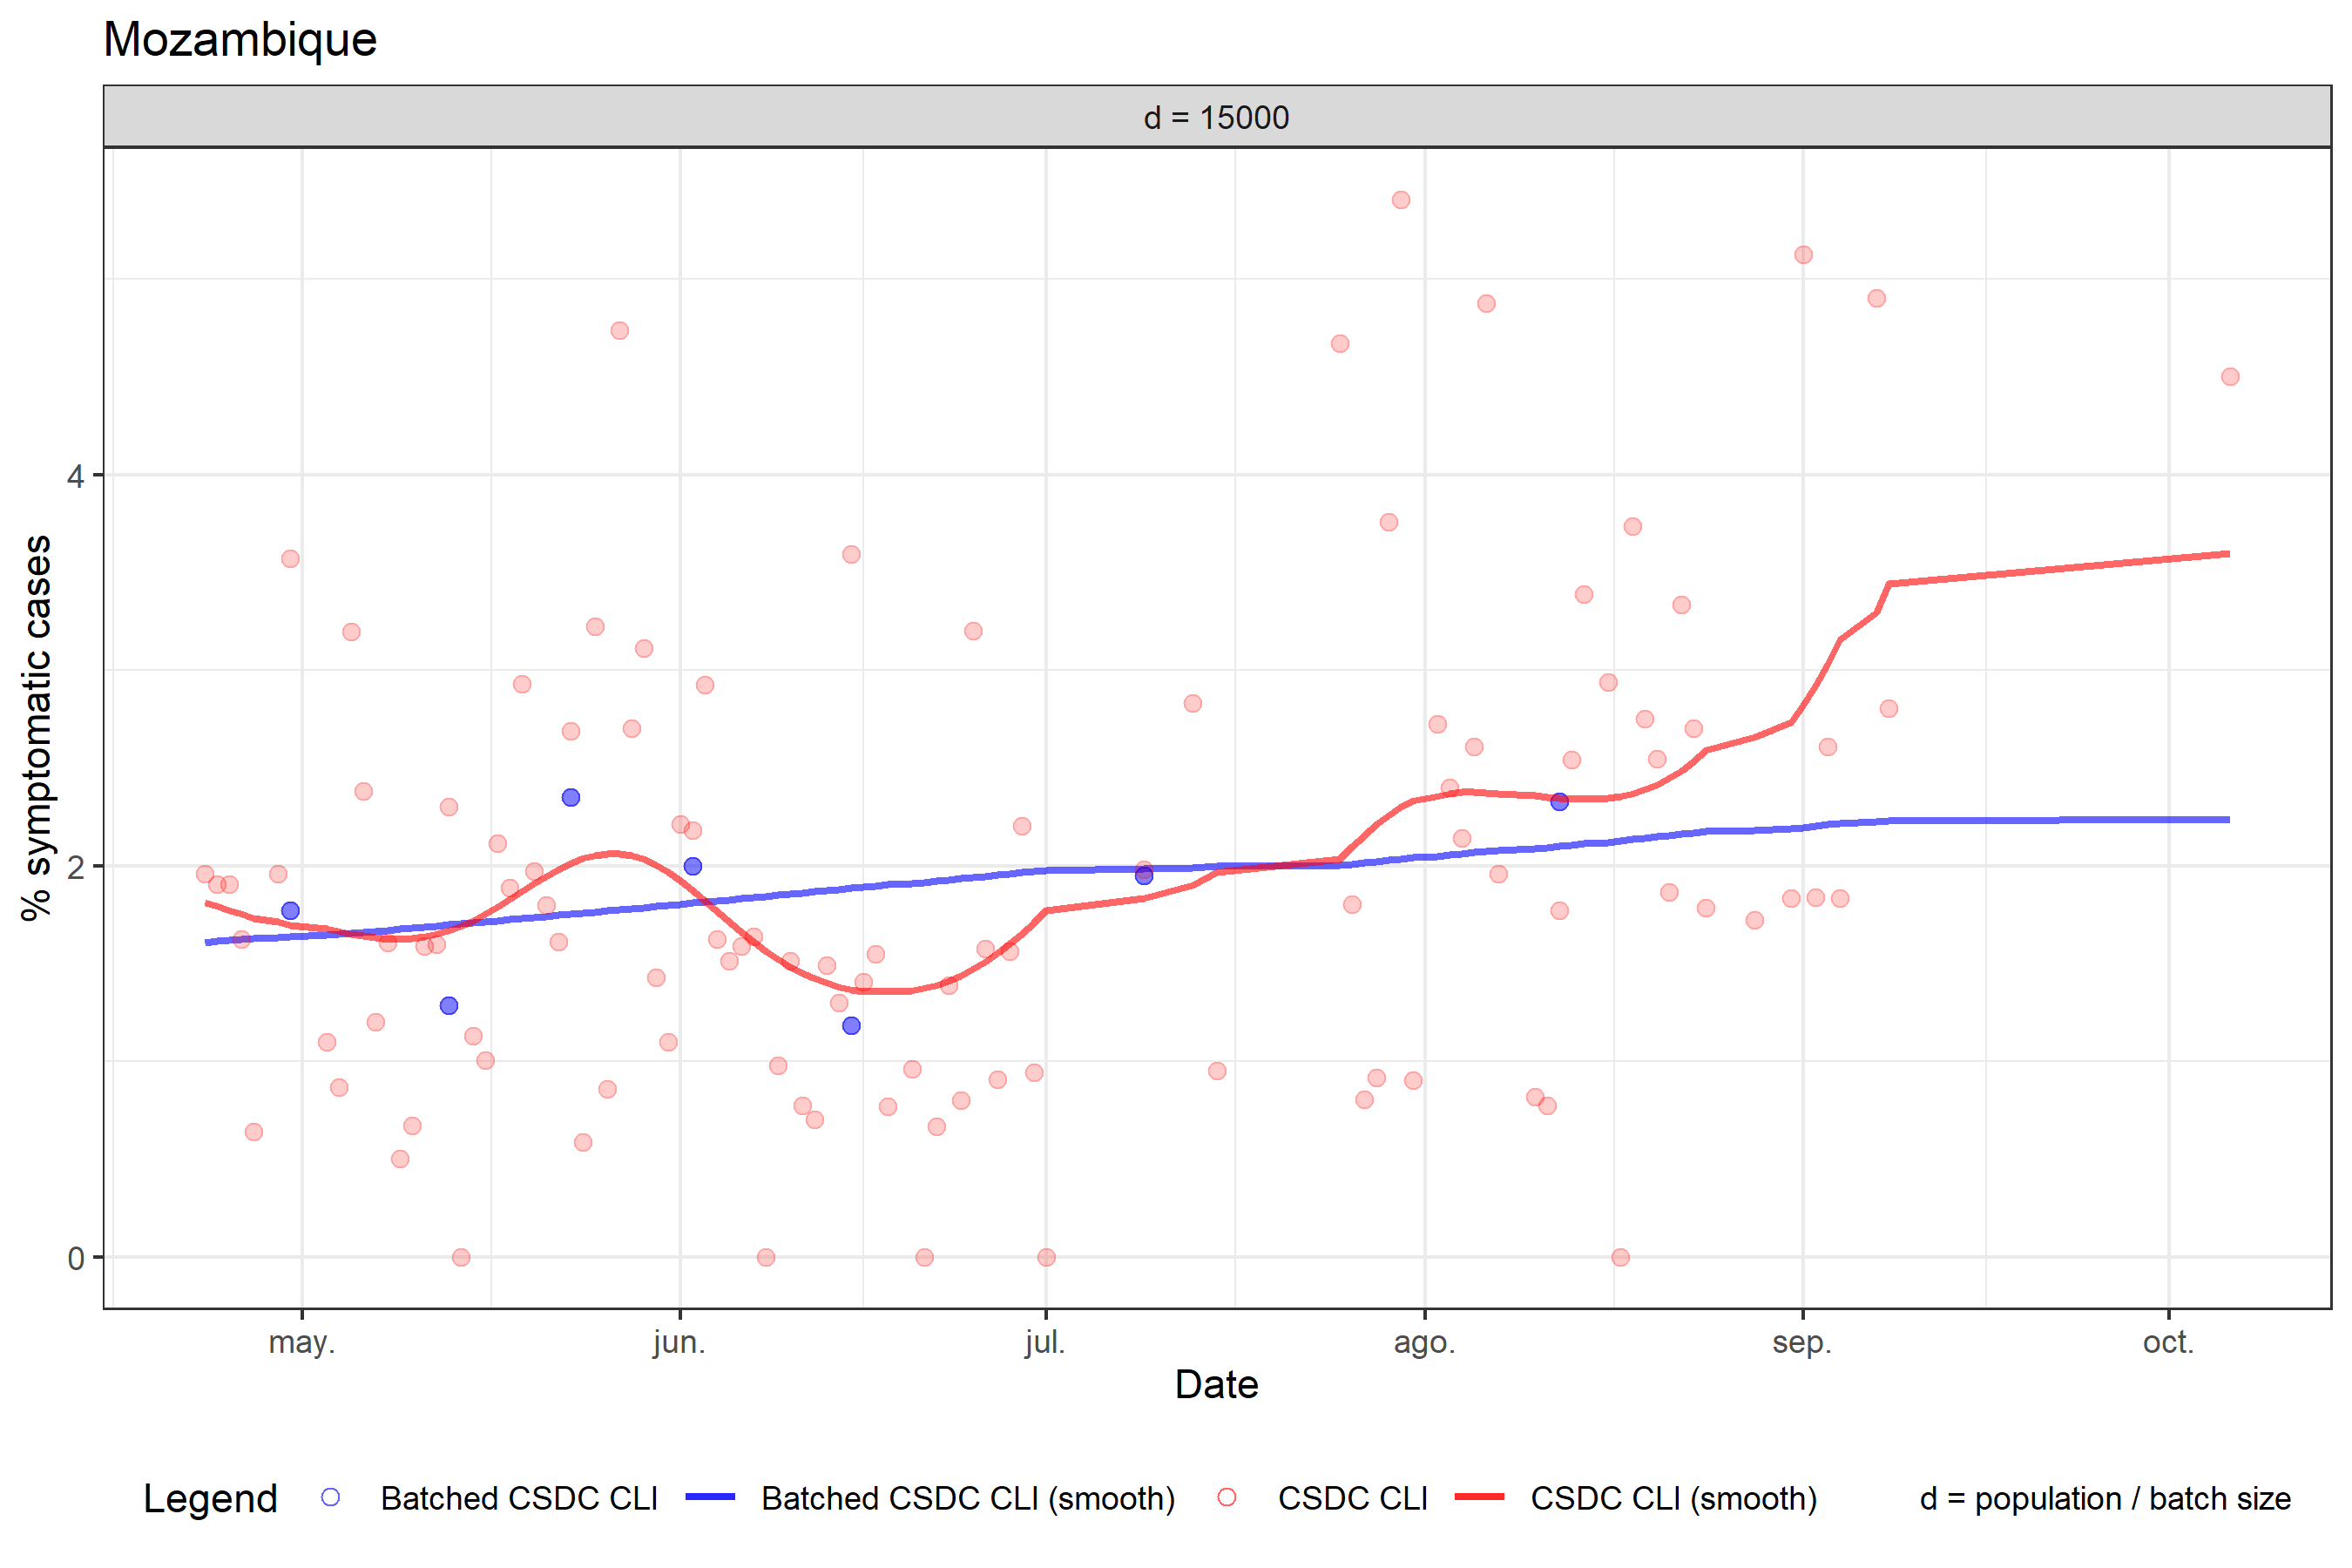 Mozambique
d = 15000
% symptomatic cases
4
2
0
may. jun. jul. ago. sep. oct.
Date
Legend Batched CSDC CLI Batched CSDC CLI (smooth) CSDC CLI CSDC CLI (smooth) d = population / batch size